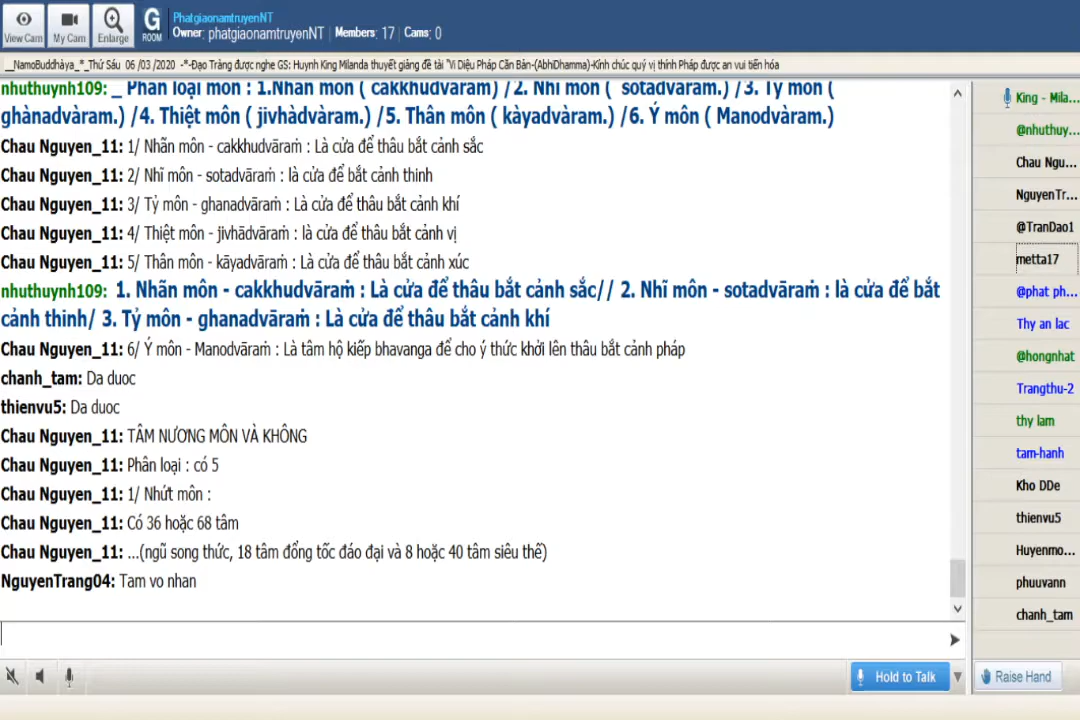 View Cam
My Cam
Enlarge
G
ROOM
PhatgiaonamtruyenNT
Owner: phatgiaonamtruyenNT | Members: 17 | Cams: 0
__NamoBuddhàya_*_Thứ Sáu 06 /03 /2020 -*-Đạo Tràng được nghe GS: Huynh King Milanda thuyết giảng đề tài "Vi Diệu Pháp Căn Bản-(AbhiDhamma)-Kính chúc quý vị thính Pháp được an vui tiến hóa
nhuthuynh109: _ Phân loại môn : 1.Nhãn môn ( cakkhudvàram) /2. Nhĩ môn ( sotadvàram.) /3. Tỷ môn (
ghànadvàram.) /4. Thiệt môn ( jivhàdvàram.) /5. Thân môn ( kàyadvàram.) /6. Ý môn ( Manodvàram.)
Chau Nguyen_11: 1/ Nhãn môn - cakkhudvāraṁ : Là cửa để thâu bắt cảnh sắc
Chau Nguyen_11: 2/ Nhĩ môn - sotadvāraṁ : là cửa để bắt cảnh thinh
Chau Nguyen_11: 3/ Tỷ môn - ghanadvāraṁ : Là cửa để thâu bắt cảnh khí
Chau Nguyen_11: 4/ Thiệt môn - jivhādvāraṁ : là cửa để thâu bắt cảnh vị
Chau Nguyen_11: 5/ Thân môn - kāyadvāraṁ : Là cửa để thâu bắt cảnh xúc
nhuthuynh109: 1. Nhãn môn - cakkhudvāraṁ : Là cửa để thâu bắt cảnh sắc// 2. Nhĩ môn - sotadvāraṁ : là cửa để bắt
cảnh thinh/ 3. Tỷ môn - ghanadvāraṁ : Là cửa để thâu bắt cảnh khí
Chau Nguyen_11: 6/ Ý môn - Manodvāraṁ : Là tâm hộ kiếp bhavanga để cho ý thức khởi lên thâu bắt cảnh pháp
chanh_tam: Da duoc
thienvu5: Da duoc
Chau Nguyen_11: TÂM NƯƠNG MÔN VÀ KHÔNG
Chau Nguyen_11: Phân loại : có 5
Chau Nguyen_11: 1/ Nhứt môn :
Chau Nguyen_11: Có 36 hoặc 68 tâm
Chau Nguyen_11: ...(ngũ song thức, 18 tâm đổng tốc đáo đại và 8 hoặc 40 tâm siêu thế)
NguyenTrang04: Tam vo nhan
King - Mila...
@nhuthuy...
Chau Ngu...
NguyenTr...
@TranDao1
metta17
@phat ph...
Thy an lac
@hongnhat
Trangthu-2
thy lam
tam-hanh
Kho DDe
thienvu5
Huyenmo...
phuuvann
chanh_tam
Hold to Talk
Raise Hand